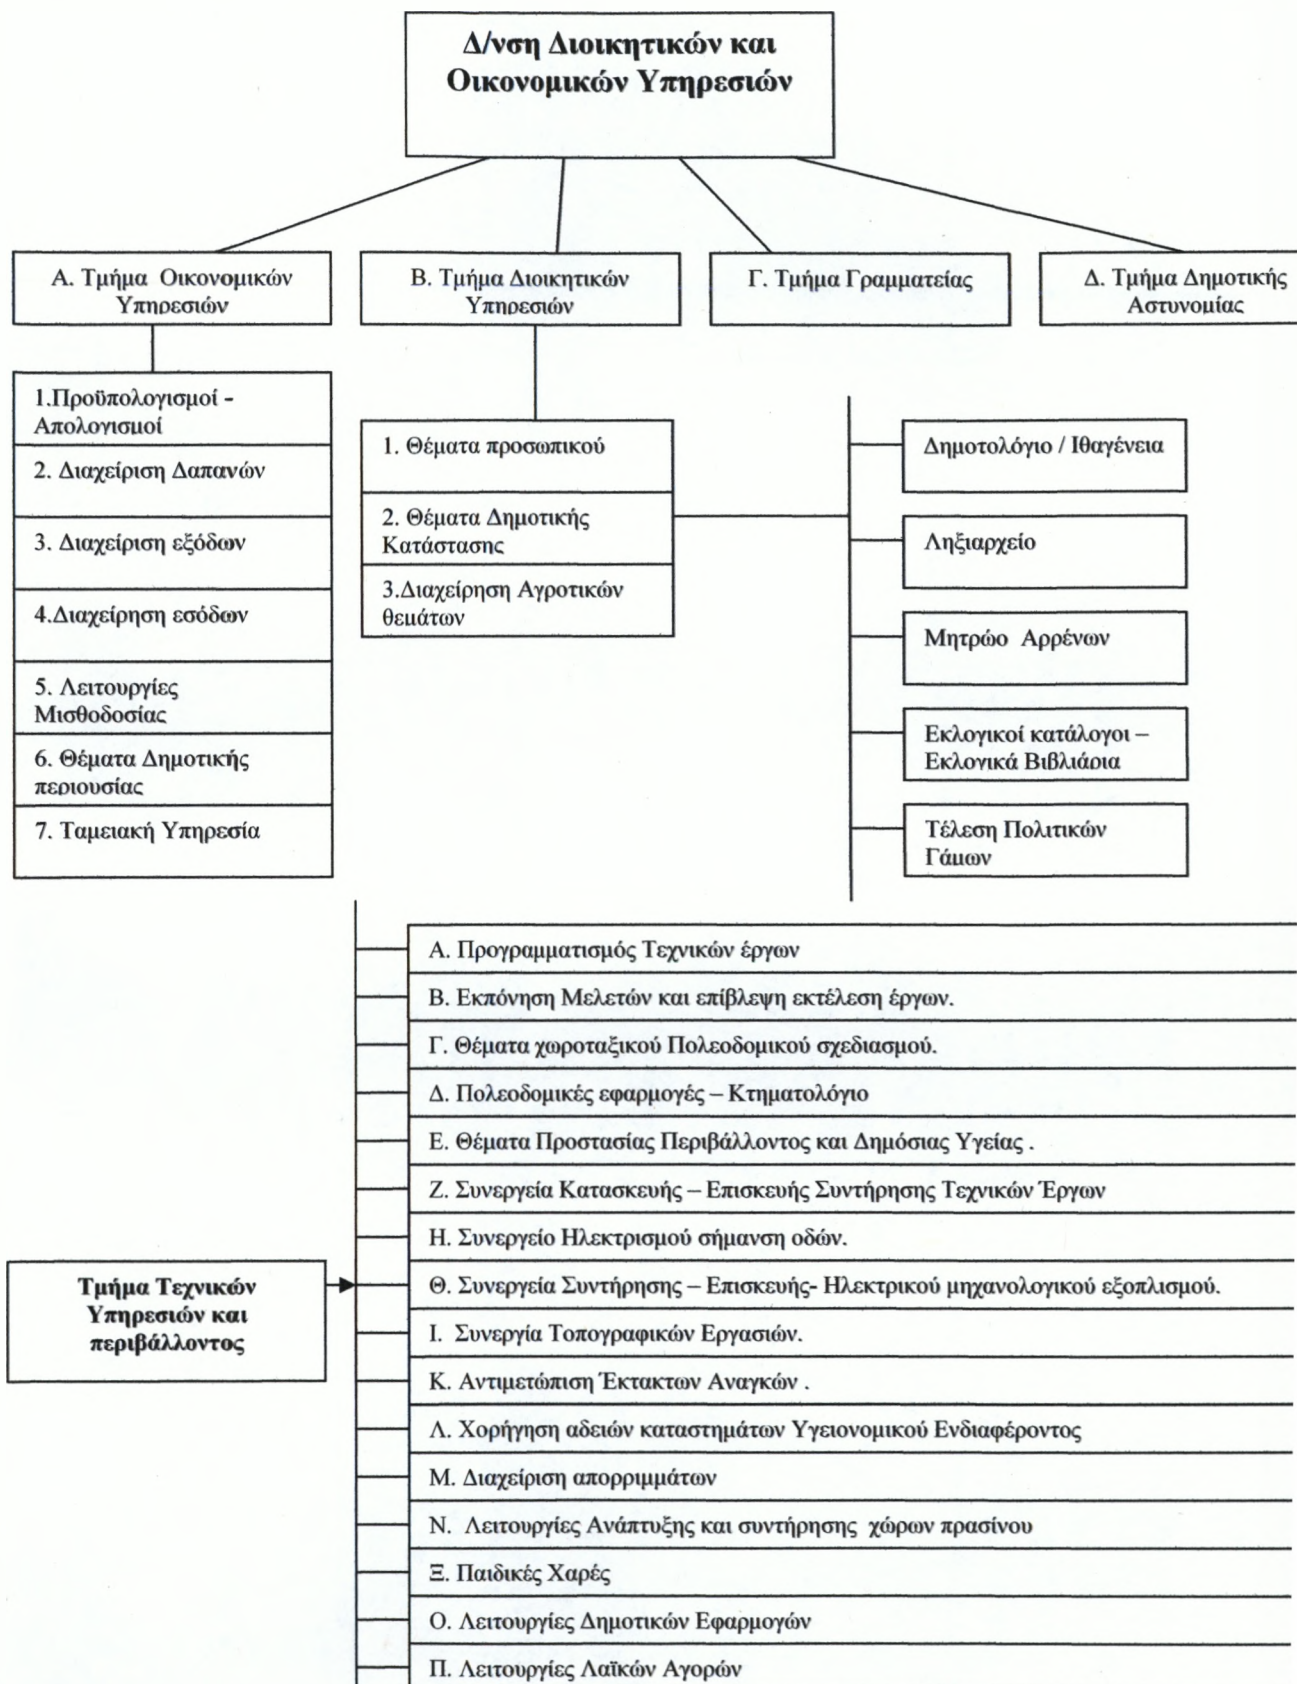 Δ/νση Διοικητικών και
Οικονομικών Υπηρεσιών
Α. Τμήμα Οικονομικών
Υπηρεσιών
Β. Τμήμα Διοικητικών
Υπηρεσιών
Γ. Τμήμα Γραμματείας
Δ. Τμήμα Δημοτικής
Αστυνομίας
1.Προϋπολογισμοί -
Απολογισμοί
2. Διαχείριση Δαπανών
3. Διαχείριση εξόδων
4.Διαχείρηση εσόδων
5. Λειτουργίες
Μισθοδοσίας
6. Θέματα Δημοτικής
περιουσίας
7. Ταμειακή Υπηρεσία
1. Θέματα προσωπικού
2. Θέματα Δημοτικής
Κατάστασης
3.Διαχείρηση Αγροτικών
θεμάτων
Δημοτολόγιο / Ιθαγένεια
Ληξιαρχείο
Μητρώο Αρρένων
Εκλογικοί κατάλογοι –
Εκλογικά Βιβλιάρια
Τέλεση Πολιτικών
Γάμων
Τμήμα Τεχνικών
Υπηρεσιών και
περιβάλλοντος
Α. Προγραμματισμός Τεχνικών έργων
Β. Εκπόνηση Μελετών και επίβλεψη εκτέλεση έργων.
Γ. Θέματα χωροταξικού Πολεοδομικού σχεδιασμού.
Δ. Πολεοδομικές εφαρμογές – Κτηματολόγιο
Ε. Θέματα Προστασίας Περιβάλλοντος και Δημόσιας Υγείας .
Ζ. Συνεργεία Κατασκευής – Επισκευής Συντήρησης Τεχνικών Έργων
Η. Συνεργείο Ηλεκτρισμού σήμανση οδών.
Θ. Συνεργεία Συντήρησης – Επισκευής- Ηλεκτρικού μηχανολογικού εξοπλισμού.
Ι. Συνεργία Τοπογραφικών Εργασιών.
Κ. Αντιμετώπιση Έκτακτων Αναγκών .
Λ. Χορήγηση αδειών καταστημάτων Υγειονομικού Ενδιαφέροντος
Μ. Διαχείριση απορριμμάτων
Ν. Λειτουργίες Ανάπτυξης και συντήρησης χώρων πρασίνου
Ξ. Παιδικές Χαρές
Ο. Λειτουργίες Δημοτικών Εφαρμογών
Π. Λειτουργίες Λαϊκών Αγορών